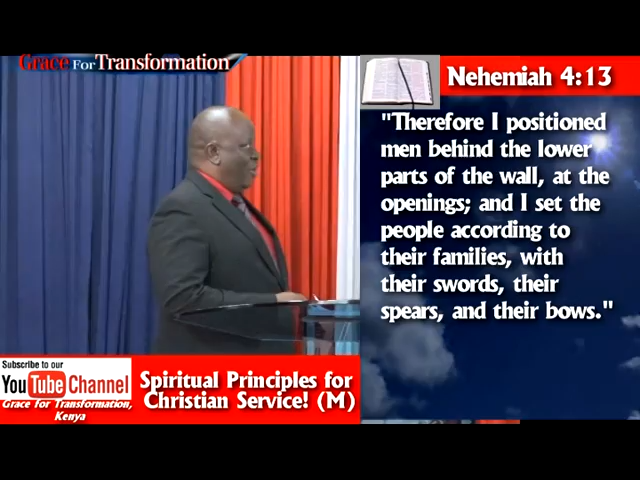 Grace For Transformation
Nehemiah 4:13
"Therefore I positioned
men behind the lower
parts of the wall, at the
openings; and I set the
people according to
their families, with
their swords, their
spears, and their bows."
Subscribe to our
YouTube Channel
Grace for Transformation,
Kenya
Spiritual Principles for
Christian Service! (M)